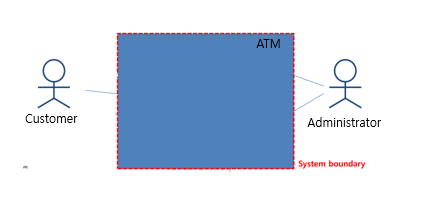 ATM
Customer
Administrator
System boundary